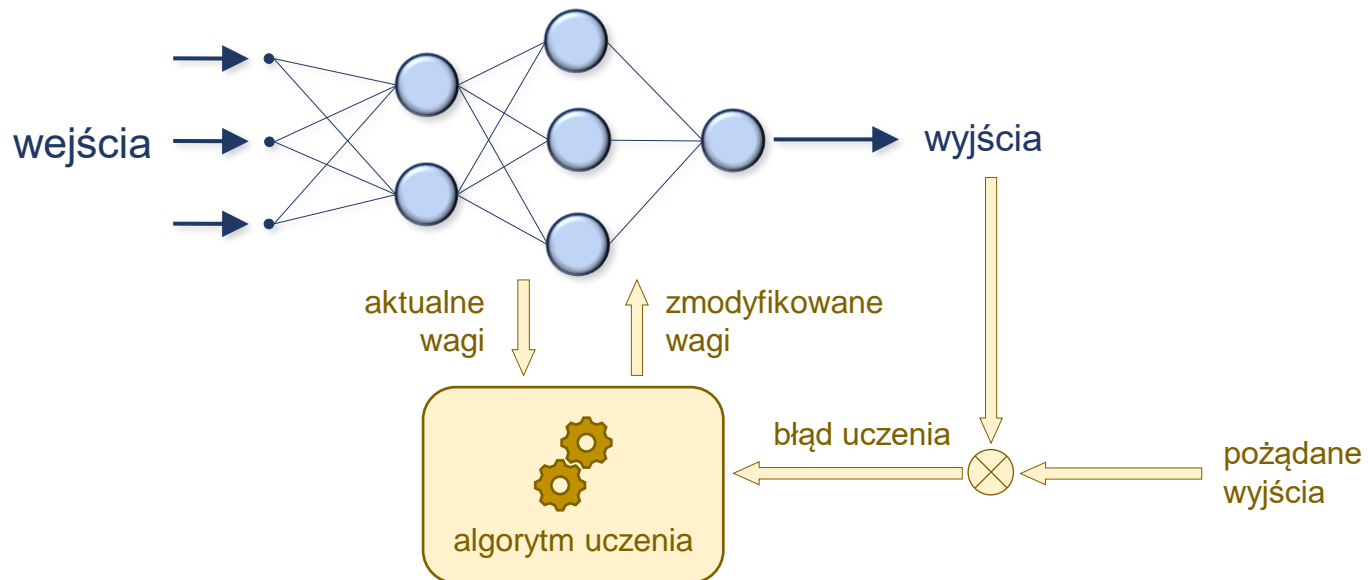 wejścia
wyjścia
aktualne
wagi
zmodyfikowane
wagi
błąd uczenia
pożądane
wyjścia
algorytm uczenia